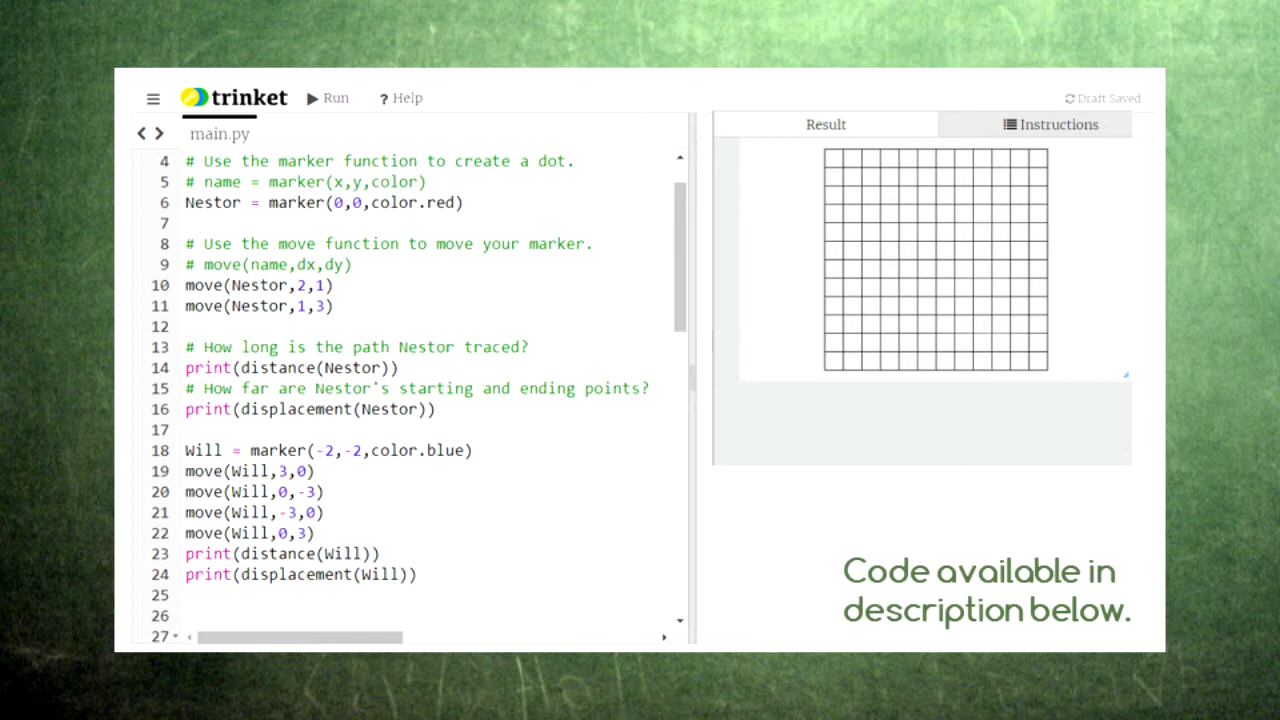 trinket
Run
? Help
Draft Saved
main.py
Result
Instructions
4 # Use the marker function to create a dot.
5 # name = marker(x,y,color)
6 Nestor = marker(0,0,color.red)
7
8 # Use the move function to move your marker.
9 # move(name,dx,dy)
10 move(Nestor,2,1)
11 move(Nestor,1,3)
12
13 # How long is the path Nestor traced?
14 print(distance(Nestor))
15 # How far are Nestor's starting and ending points?
16 print(displacement(Nestor))
17
18 Will = marker(-2,-2,color.blue)
19 move(Will,3,0)
20 move(Will,0,-3)
21 move(Will,-3,0)
22 move(Will,0,3)
23 print(distance(Will))
24 print(displacement(Will))
25
26
27
Code available in
description below.